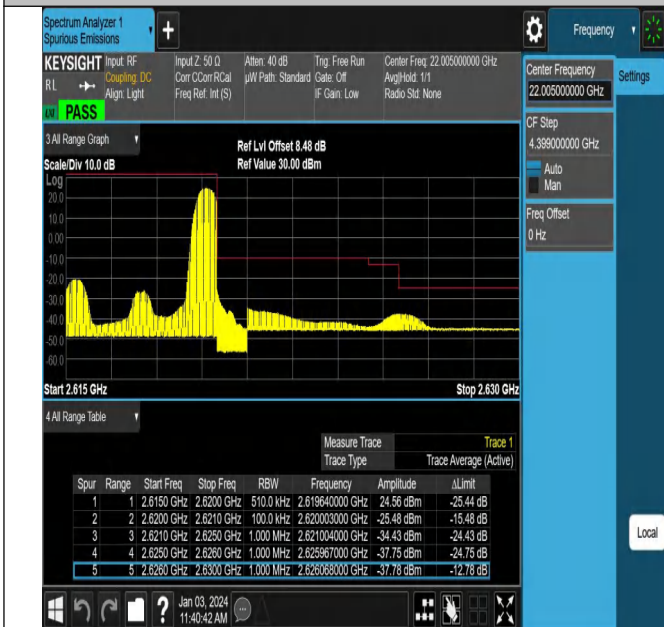 Spectrum Analyzer 1
Spurious Emissions
Frequency
KEYSIGHT
RL
Input: RF
Coupling: DC
Align: Light
Input Z: 50 Ω
Corr CCorr RCal
Freq Ref: Int (S)
Atten: 40 dB
µW Path: Standard
Trig: Free Run
Gate: Off
IF Gain: Low
Center Freq: 22.005000000 GHz
Avg|Hold: 1/1
Radio Std: None
PASS
Center Frequency
22.005000000 GHz
Settings
CF Step
4.399000000 GHz
Auto
Man
Freq Offset
0 Hz
3 All Range Graph
Scale/Div 10.0 dB
Ref Lvl Offset 8.48 dB
Ref Value 30.00 dBm
Log
20.0
10.0
0.00
-10.0
-20.0
-30.0
-40.0
-50.0
-60.0
Start 2.615 GHz
Stop 2.630 GHz
4 All Range Table
Measure Trace Trace 1
Trace Type Trace Average (Active)
Spur Range Start Freq Stop Freq RBW Frequency Amplitude ΔLimit
1 1 2.6150 GHz 2.6200 GHz 510.0 kHz 2.619640000 GHz 24.56 dBm -25.44 dB
2 2 2.6200 GHz 2.6210 GHz 100.0 kHz 2.620003000 GHz -25.48 dBm -15.48 dB
3 3 2.6210 GHz 2.6250 GHz 1.000 MHz 2.621004000 GHz -34.43 dBm -24.43 dB
4 4 2.6250 GHz 2.6260 GHz 1.000 MHz 2.625967000 GHz -37.75 dBm -24.75 dB
5 5 2.6260 GHz 2.6300 GHz 1.000 MHz 2.626068000 GHz -37.78 dBm -12.78 dB
Local
Jan 03, 2024
11:40:42 AM